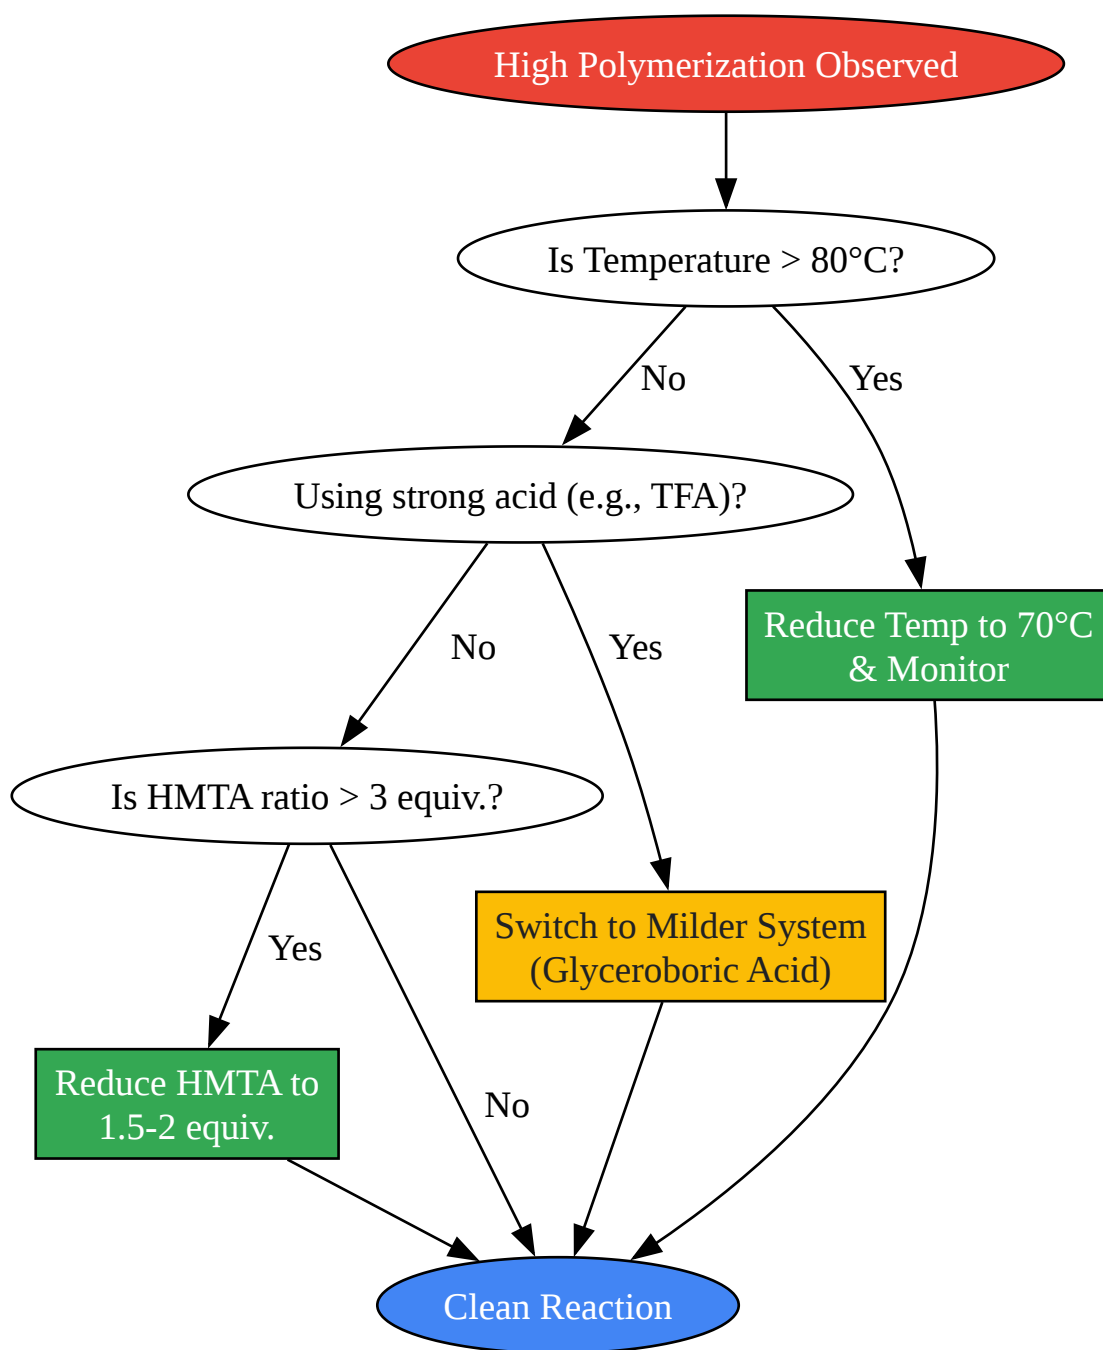 High Polymerization Observed
Is Temperature > 80°C?
No
Yes
Using strong acid (e.g., TFA)?
Reduce Temp to 70°C
& Monitor
No
Yes
Is HMTA ratio > 3 equiv.?
Switch to Milder System
(Glyceroboric Acid)
Yes
Reduce HMTA to
1.5-2 equiv.
No
Clean Reaction